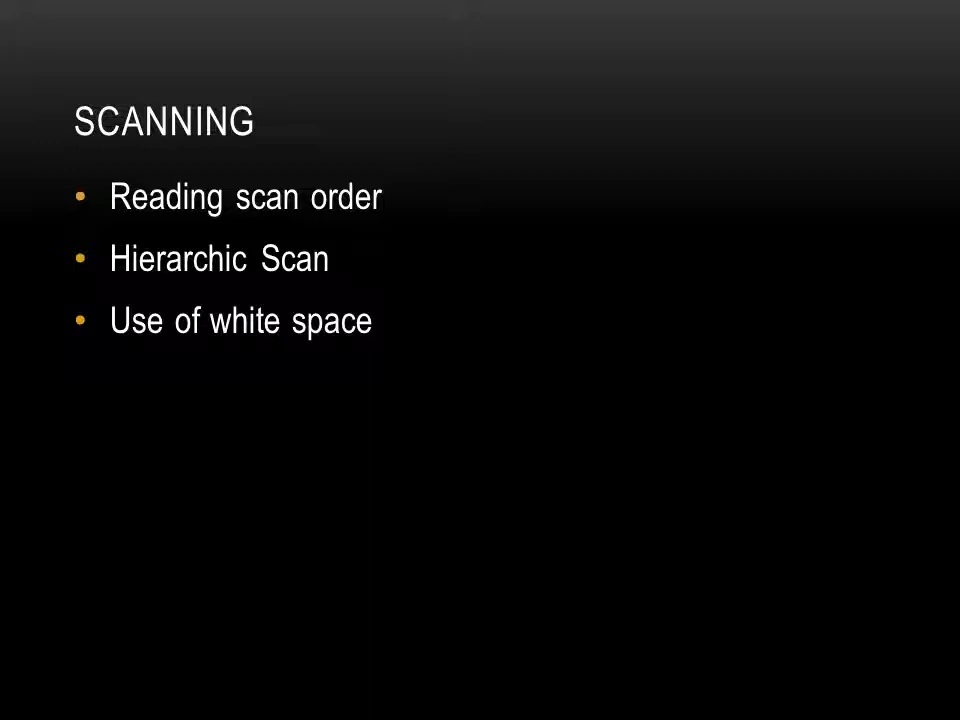 SCANNING
• Reading scan order
• Hierarchic Scan
• Use of white space